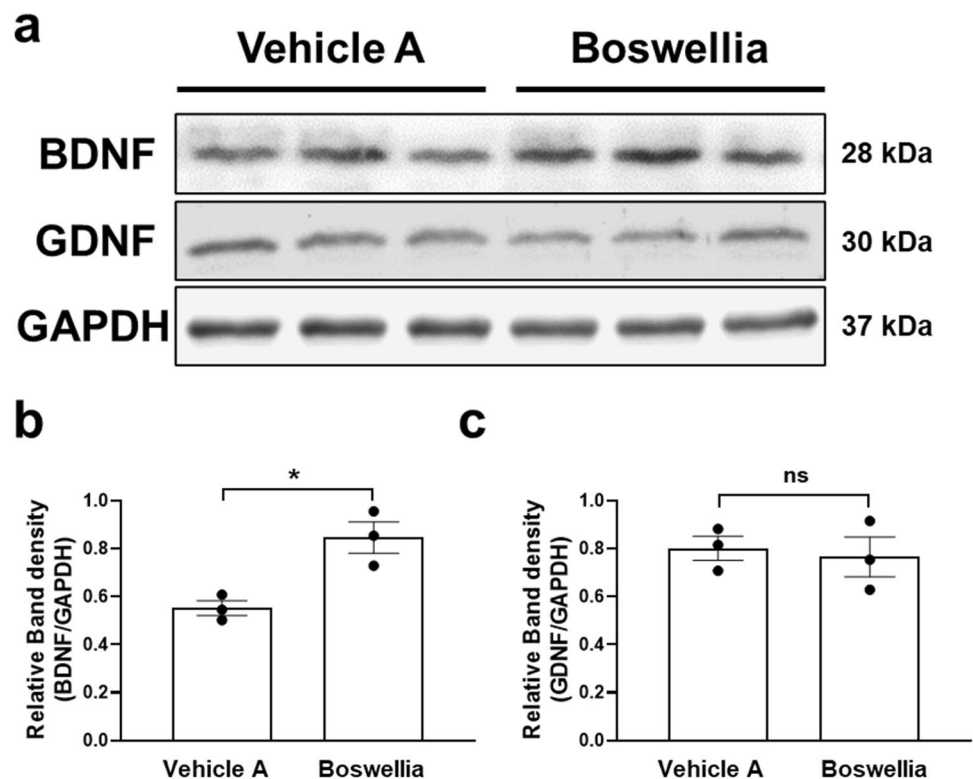 a
Vehicle A Boswellia
BDNF 28 kDa
GDNF 30 kDa
GAPDH 37 kDa
b
*
Relative Band density
(BDNF/GAPDH)
1.0
0.8
0.6
0.4
0.2
0.0
Vehicle A Boswellia
c
ns
Relative Band density
(GDNF/GAPDH)
1.0
0.8
0.6
0.4
0.2
0.0
Vehicle A Boswellia